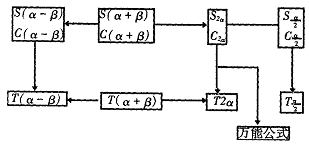 S(α－β) S(α＋β) S₂α Sα/2
C(α－β) C(α＋β) C₂α Cα/2
T(α－β) T(α＋β) T2α Tα/2
万能公式